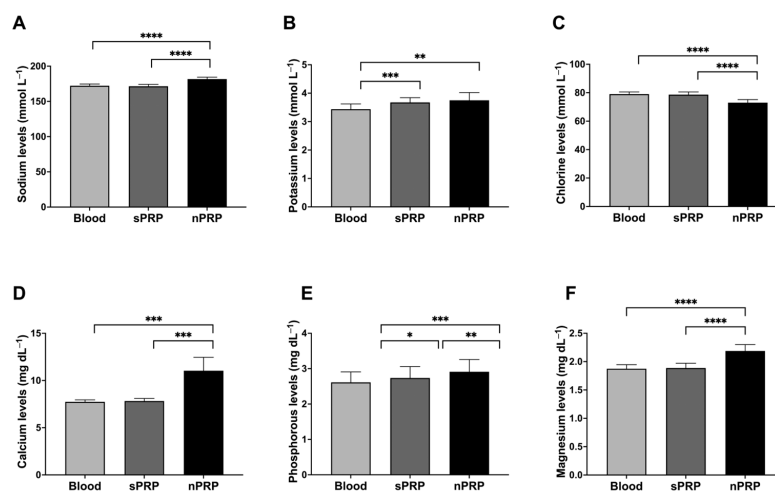 A
****
****
Sodium levels (mmol L⁻¹)
200
150
100
50
0
Blood sPRP nPRP
B
**
***
Potassium levels (mmol L⁻¹)
5
4
3
2
1
0
Blood sPRP nPRP
C
****
****
Chlorine levels (mmol L⁻¹)
100
80
60
40
20
0
Blood sPRP nPRP
D
***
***
Calcium levels (mg dL⁻¹)
15
10
5
0
Blood sPRP nPRP
E
***
* **
Phosphorous levels (mg dL⁻¹)
4
3
2
1
0
Blood sPRP nPRP
F
****
****
Magnesium levels (mg dL⁻¹)
2.5
2.0
1.5
1.0
0.5
0.0
Blood sPRP nPRP